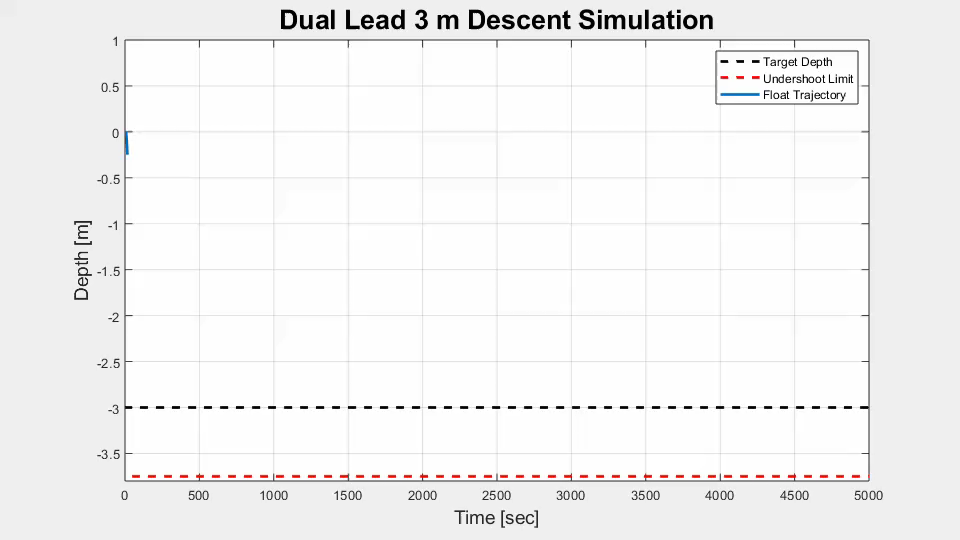 Dual Lead 3 m Descent Simulation
Target Depth
Undershoot Limit
Float Trajectory
1
0.5
0
-0.5
-1
-1.5
-2
-2.5
-3
-3.5
Depth [m]
0 500 1000 1500 2000 2500 3000 3500 4000 4500 5000
Time [sec]